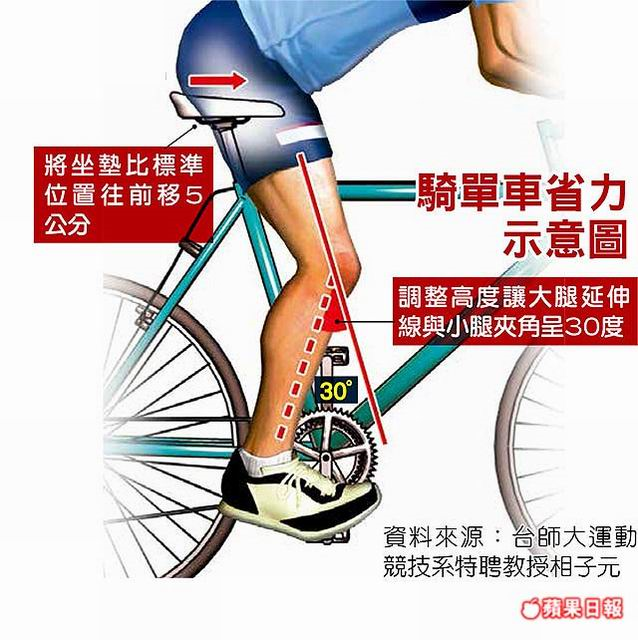 將坐墊比標準
位置往前移5
公分
騎單車省力
示意圖
調整高度讓大腿延伸
線與小腿夾角呈30度
30°
資料來源：台師大運動
競技系特聘教授相子元
蘋果日報